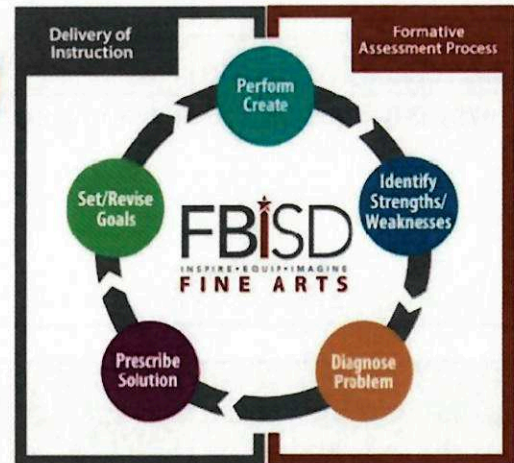 Delivery of
Instruction
Formative
Assessment Process
Perform
Create
Identify
Strengths/
Weaknesses
Diagnose
Problem
Prescribe
Solution
Set/Revise
Goals
FBISD
INSPIRE•EQUIP•IMAGINE
FINE ARTS